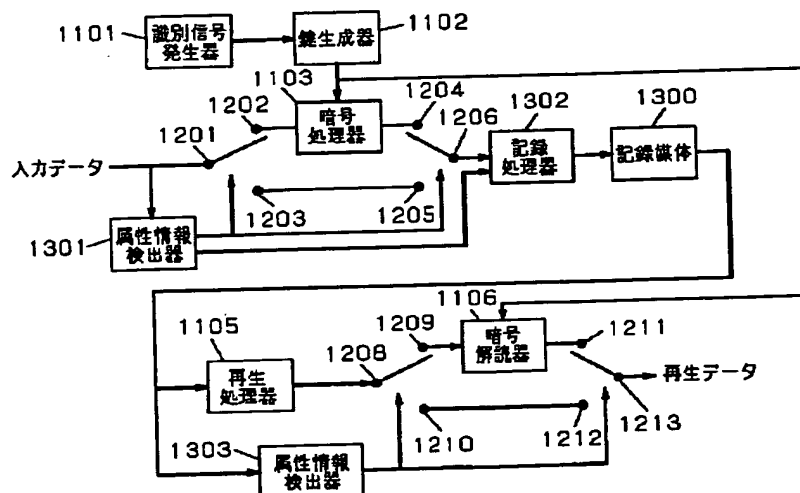 1101
識別信号
発生器
鍵生成器
1102
1103
暗号
処理器
1201
1202
1204
1206
1302
記録
処理器
1300
記録媒体
入力データ
1203
1205
1301
属性情報
検出器
1105
再生
処理器
1208
1209
1106
暗号
解読器
1211
再生データ
1210
1212
1213
1303
属性情報
検出器